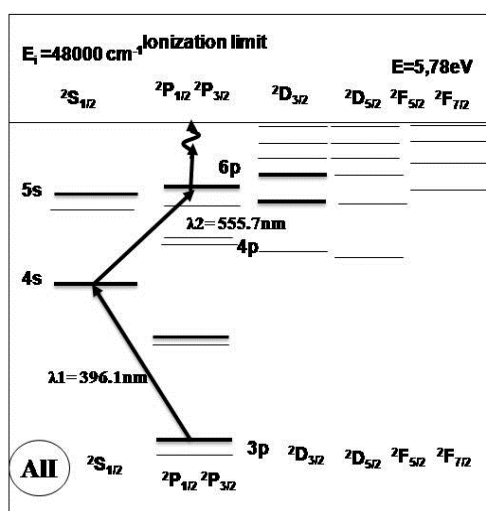 Ionization limit
Eᵢ =48000 cm⁻¹
E=5,78eV
²S₁/₂ ²P₁/₂ ²P₃/₂ ²D₃/₂ ²D₅/₂ ²F₅/₂ ²F₇/₂
6p
5s
λ2=555.7nm
4p
4s
λ1=396.1nm
3p ²D₃/₂ ²D₅/₂ ²F₅/₂ ²F₇/₂
AlI ²S₁/₂
²P₁/₂ ²P₃/₂